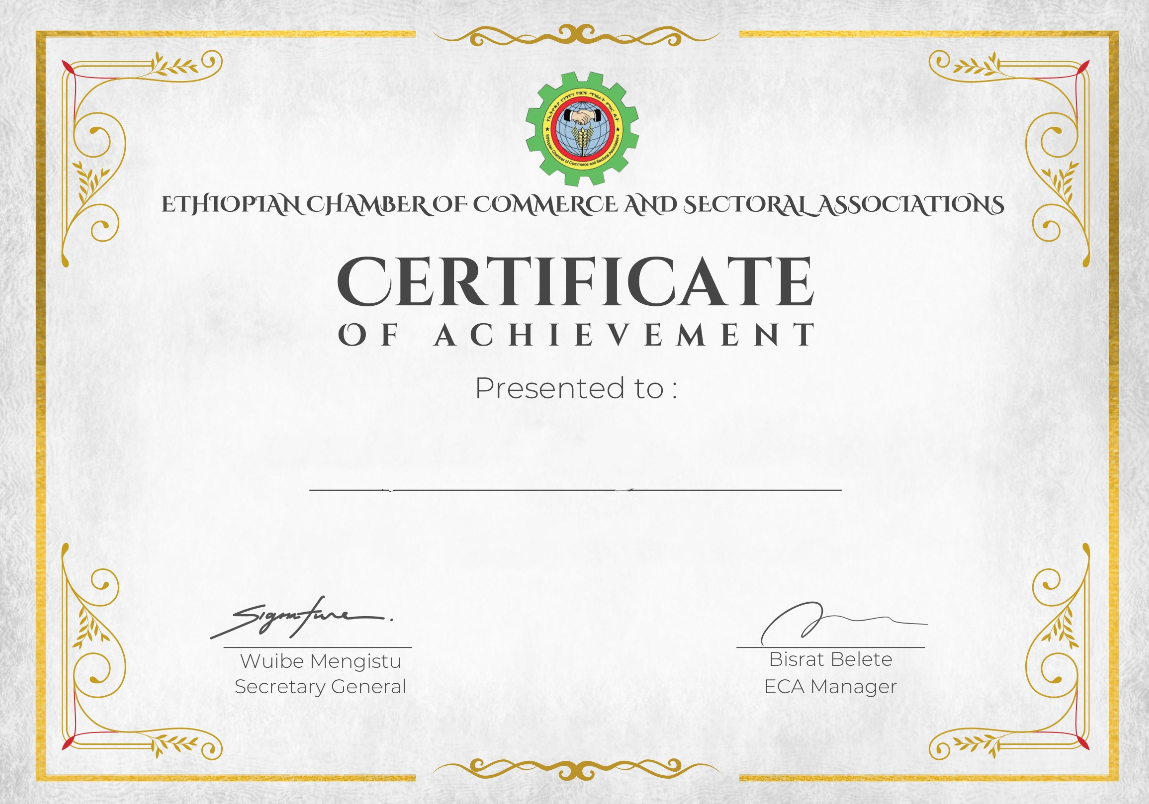 ETHIOPIAN CHAMBER OF COMMERCE AND SECTORAL ASSOCIATIONS
CERTIFICATE
OF ACHIEVEMENT
Presented to :
Signature
Wuibe Mengistu
Secretary General
Bisrat Belete
ECA Manager